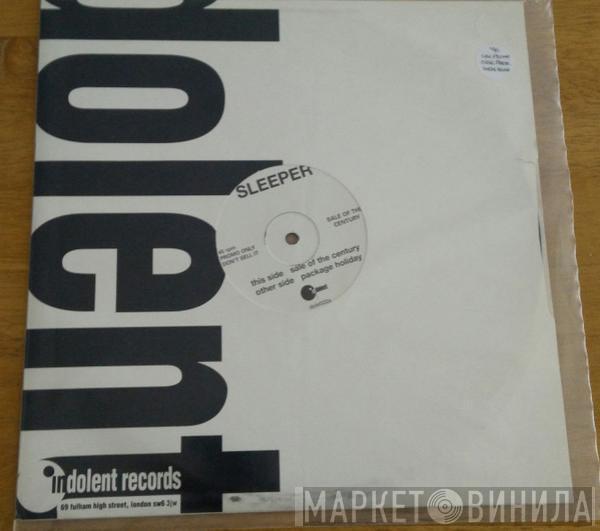 dolent
SLEEPER
SALE OF THE
CENTURY
45 rpm
PROMO ONLY
DON'T SELL IT
this side sale of the century
other side package holiday
indolent records
69 fulham high street, london sw6 3jw
МАРКЕТ ВИНИЛА